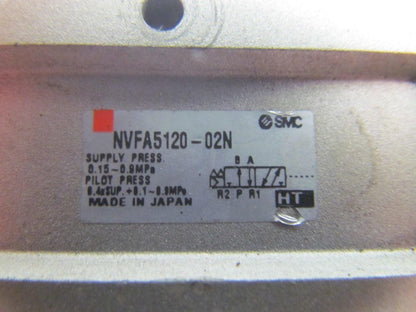 SMC
NVFA5120-02N
SUPPLY PRESS.
0.15~0.9MPa
PILOT PRESS
0.4xSUP.+0.1~0.9MPa
MADE IN JAPAN
B A
R2 P R1
HT